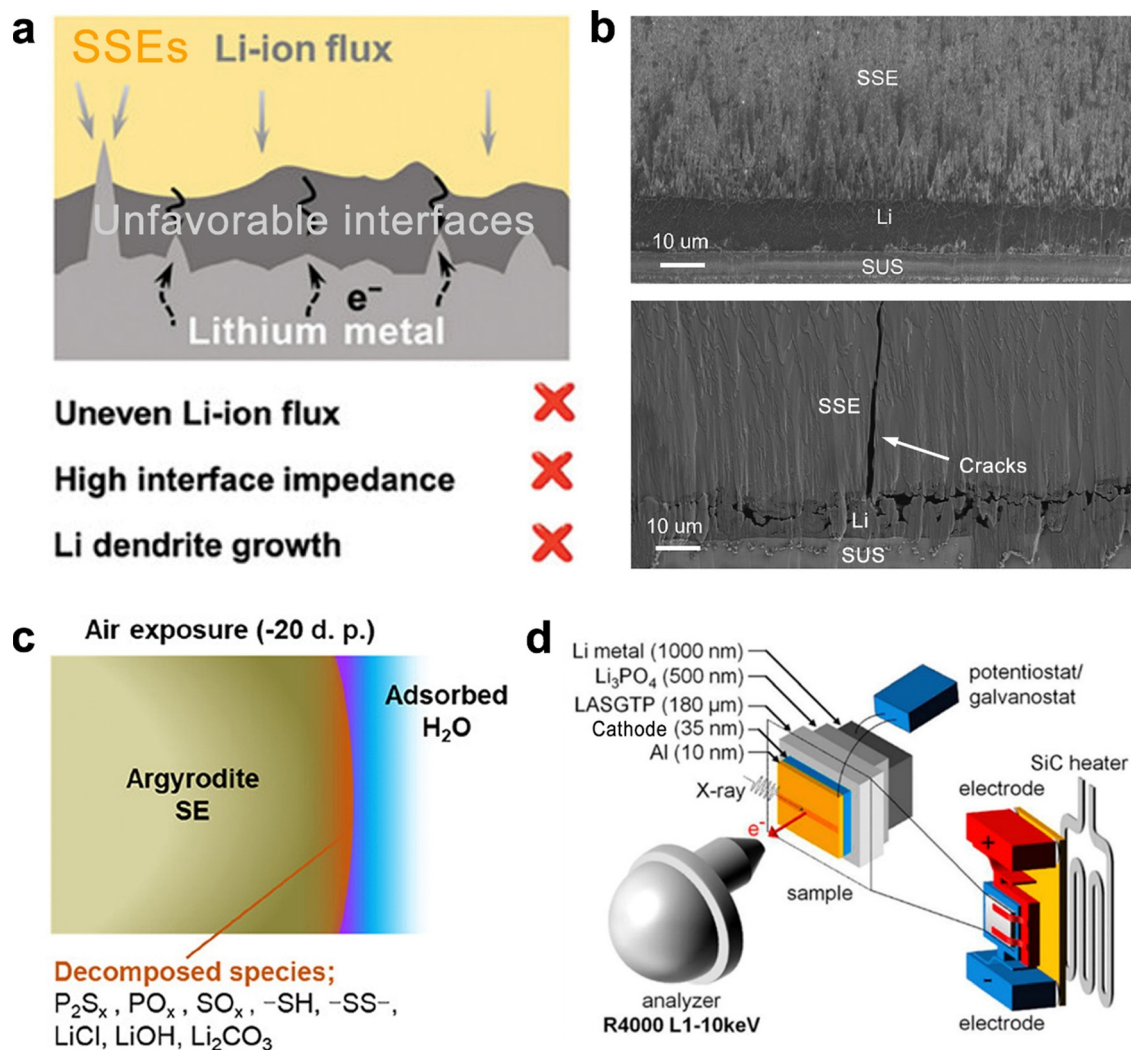 a
SSEs Li-ion flux
Unfavorable interfaces
e⁻
Lithium metal
Uneven Li-ion flux
High interface impedance
Li dendrite growth
b
SSE
Li
10 um
SUS
SSE
Cracks
Li
10 um
SUS
c
Air exposure (-20 d. p.)
Adsorbed
H₂O
Argyrodite
SE
Decomposed species;
P₂Sₓ, POₓ, SOₓ, −SH, −SS−,
LiCl, LiOH, Li₂CO₃
d
Li metal (1000 nm)
Li₃PO₄ (500 nm)
LASGTP (180 μm)
Cathode (35 nm)
Al (10 nm)
X-ray
e⁻
sample
potentiostat/
galvanostat
SiC heater
electrode
+
-
electrode
analyzer
R4000 L1-10keV